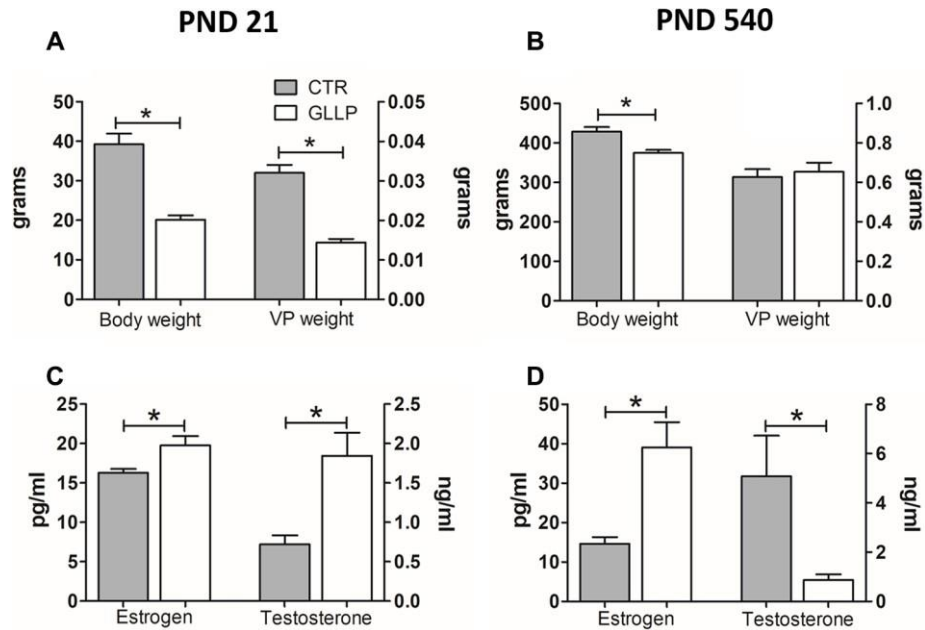 PND 21
PND 540
A
B
CTR
GLLP
50
40
30
20
10
0
grams
*
*
0.05
0.04
0.03
0.02
0.01
0.00
grams
Body weight
VP weight
500
400
300
200
100
0
grams
*
1.0
0.8
0.6
0.4
0.2
0.0
grams
Body weight
VP weight
C
D
25
20
15
10
5
0
pg/ml
*
*
2.5
2.0
1.5
1.0
0.5
0.0
ng/ml
Estrogen
Testosterone
50
40
30
20
10
0
pg/ml
*
*
8
6
4
2
0
ng/ml
Estrogen
Testosterone